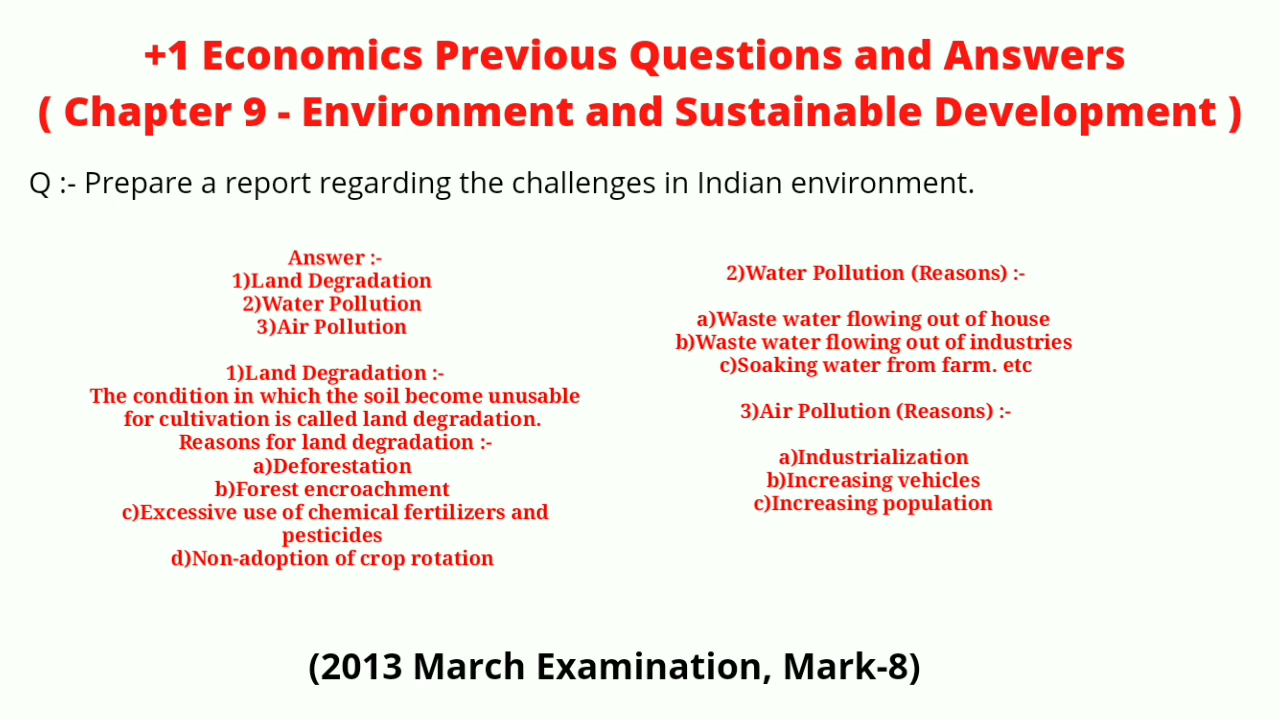 +1 Economics Previous Questions and Answers
( Chapter 9 - Environment and Sustainable Development )
Q :- Prepare a report regarding the challenges in Indian environment.
Answer :-
1)Land Degradation
2)Water Pollution
3)Air Pollution
1)Land Degradation :-
The condition in which the soil become unusable
for cultivation is called land degradation.
Reasons for land degradation :-
a)Deforestation
b)Forest encroachment
c)Excessive use of chemical fertilizers and
pesticides
d)Non-adoption of crop rotation
2)Water Pollution (Reasons) :-
a)Waste water flowing out of house
b)Waste water flowing out of industries
c)Soaking water from farm. etc
3)Air Pollution (Reasons) :-
a)Industrialization
b)Increasing vehicles
c)Increasing population
(2013 March Examination, Mark-8)